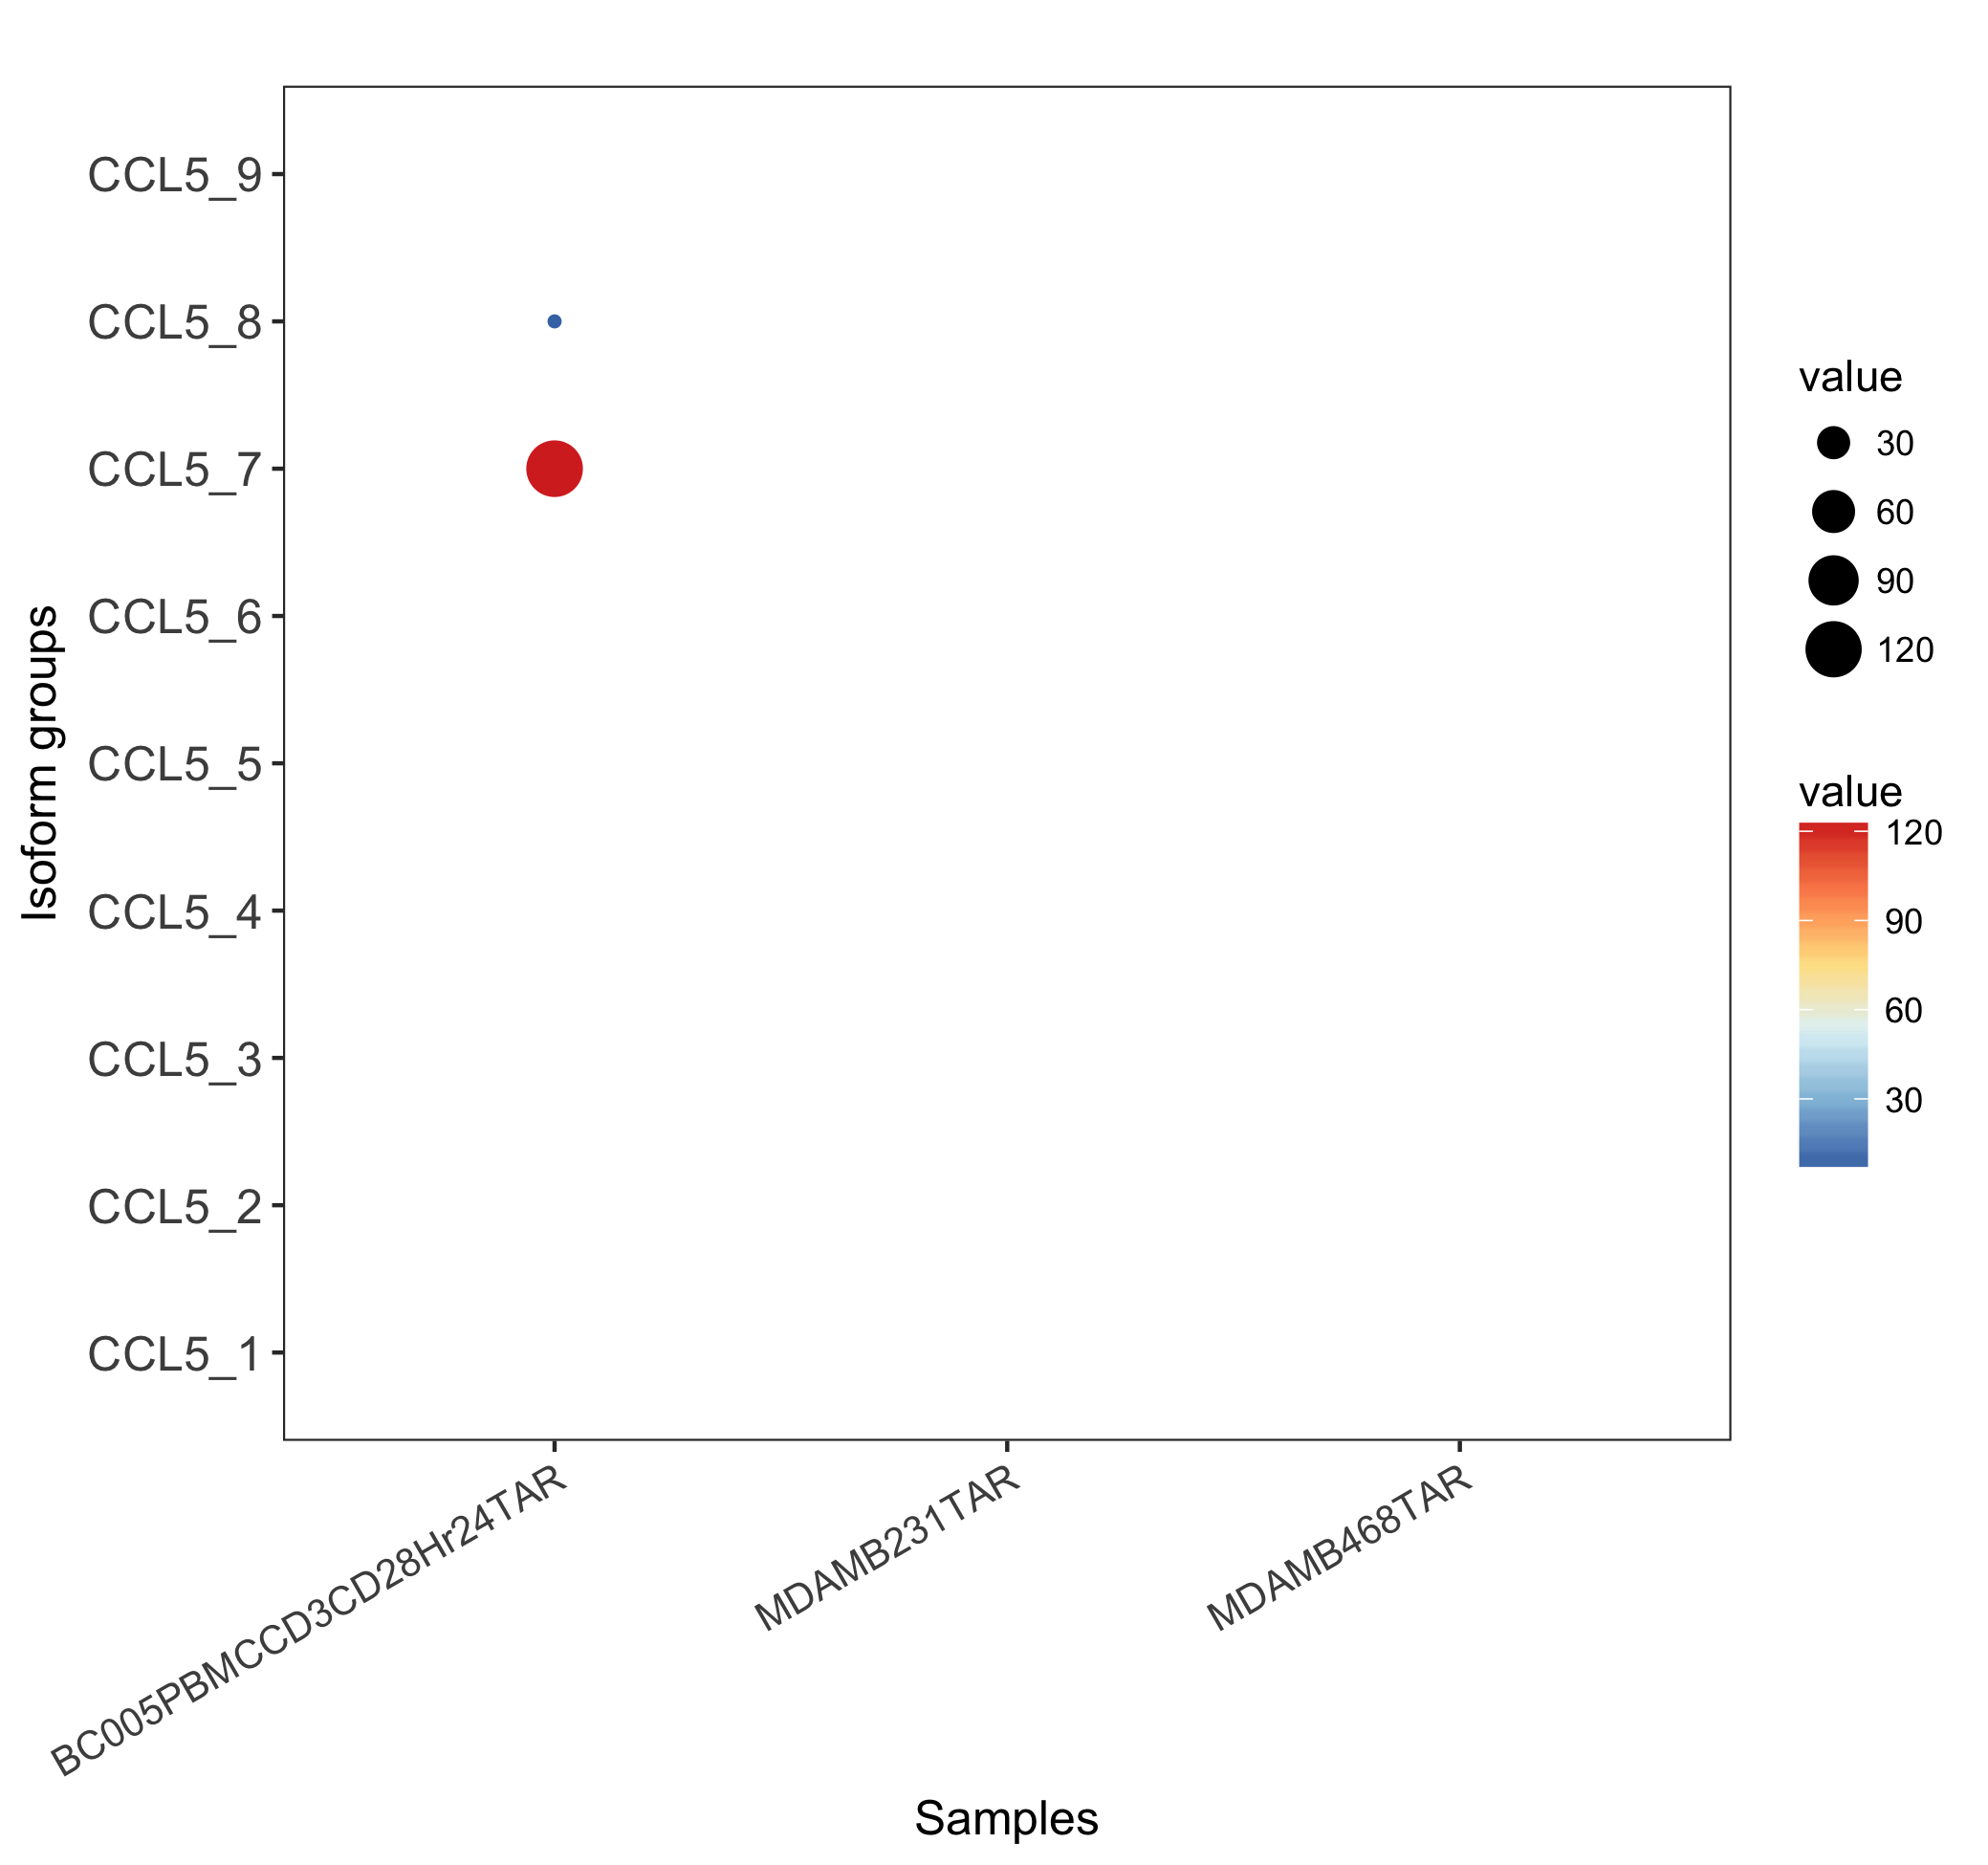 CCL5_9
CCL5_8
CCL5_7
CCL5_6
CCL5_5
CCL5_4
CCL5_3
CCL5_2
CCL5_1
Isoform groups
BC005PBMCCD3CD28Hr24TAR
MDAMB231TAR
MDAMB468TAR
Samples
value
30
60
90
120
value
120
90
60
30